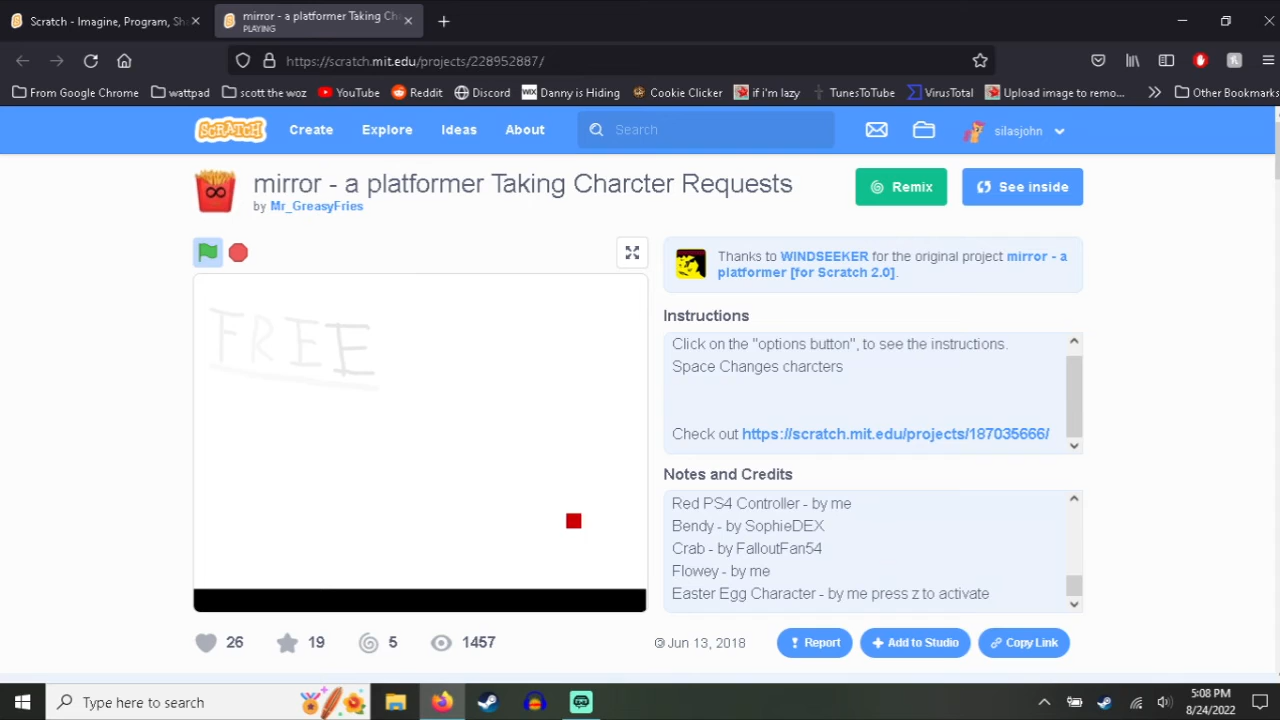 Scratch - Imagine, Program, Sha
mirror - a platformer Taking Cha
PLAYING
https://scratch.mit.edu/projects/228952887/
From Google Chrome
wattpad
scott the woz
YouTube
Reddit
Discord
WIX
Danny is Hiding
Cookie Clicker
if i'm lazy
TunesToTube
VirusTotal
Upload image to remo...
Other Bookmarks
SCRATCH
Create
Explore
Ideas
About
Search
silasjohn
mirror - a platformer Taking Charcter Requests
by Mr_GreasyFries
Remix
See inside
Thanks to WINDSEEKER for the original project mirror - a
platformer [for Scratch 2.0].
FREE
Instructions
Click on the "options button", to see the instructions.
Space Changes charcters
Check out https://scratch.mit.edu/projects/187035666/
Notes and Credits
Red PS4 Controller - by me
Bendy - by SophieDEX
Crab - by FalloutFan54
Flowey - by me
Easter Egg Character - by me press z to activate
26
19
5
1457
© Jun 13, 2018
Report
Add to Studio
Copy Link
Type here to search
5:08 PM
8/24/2022